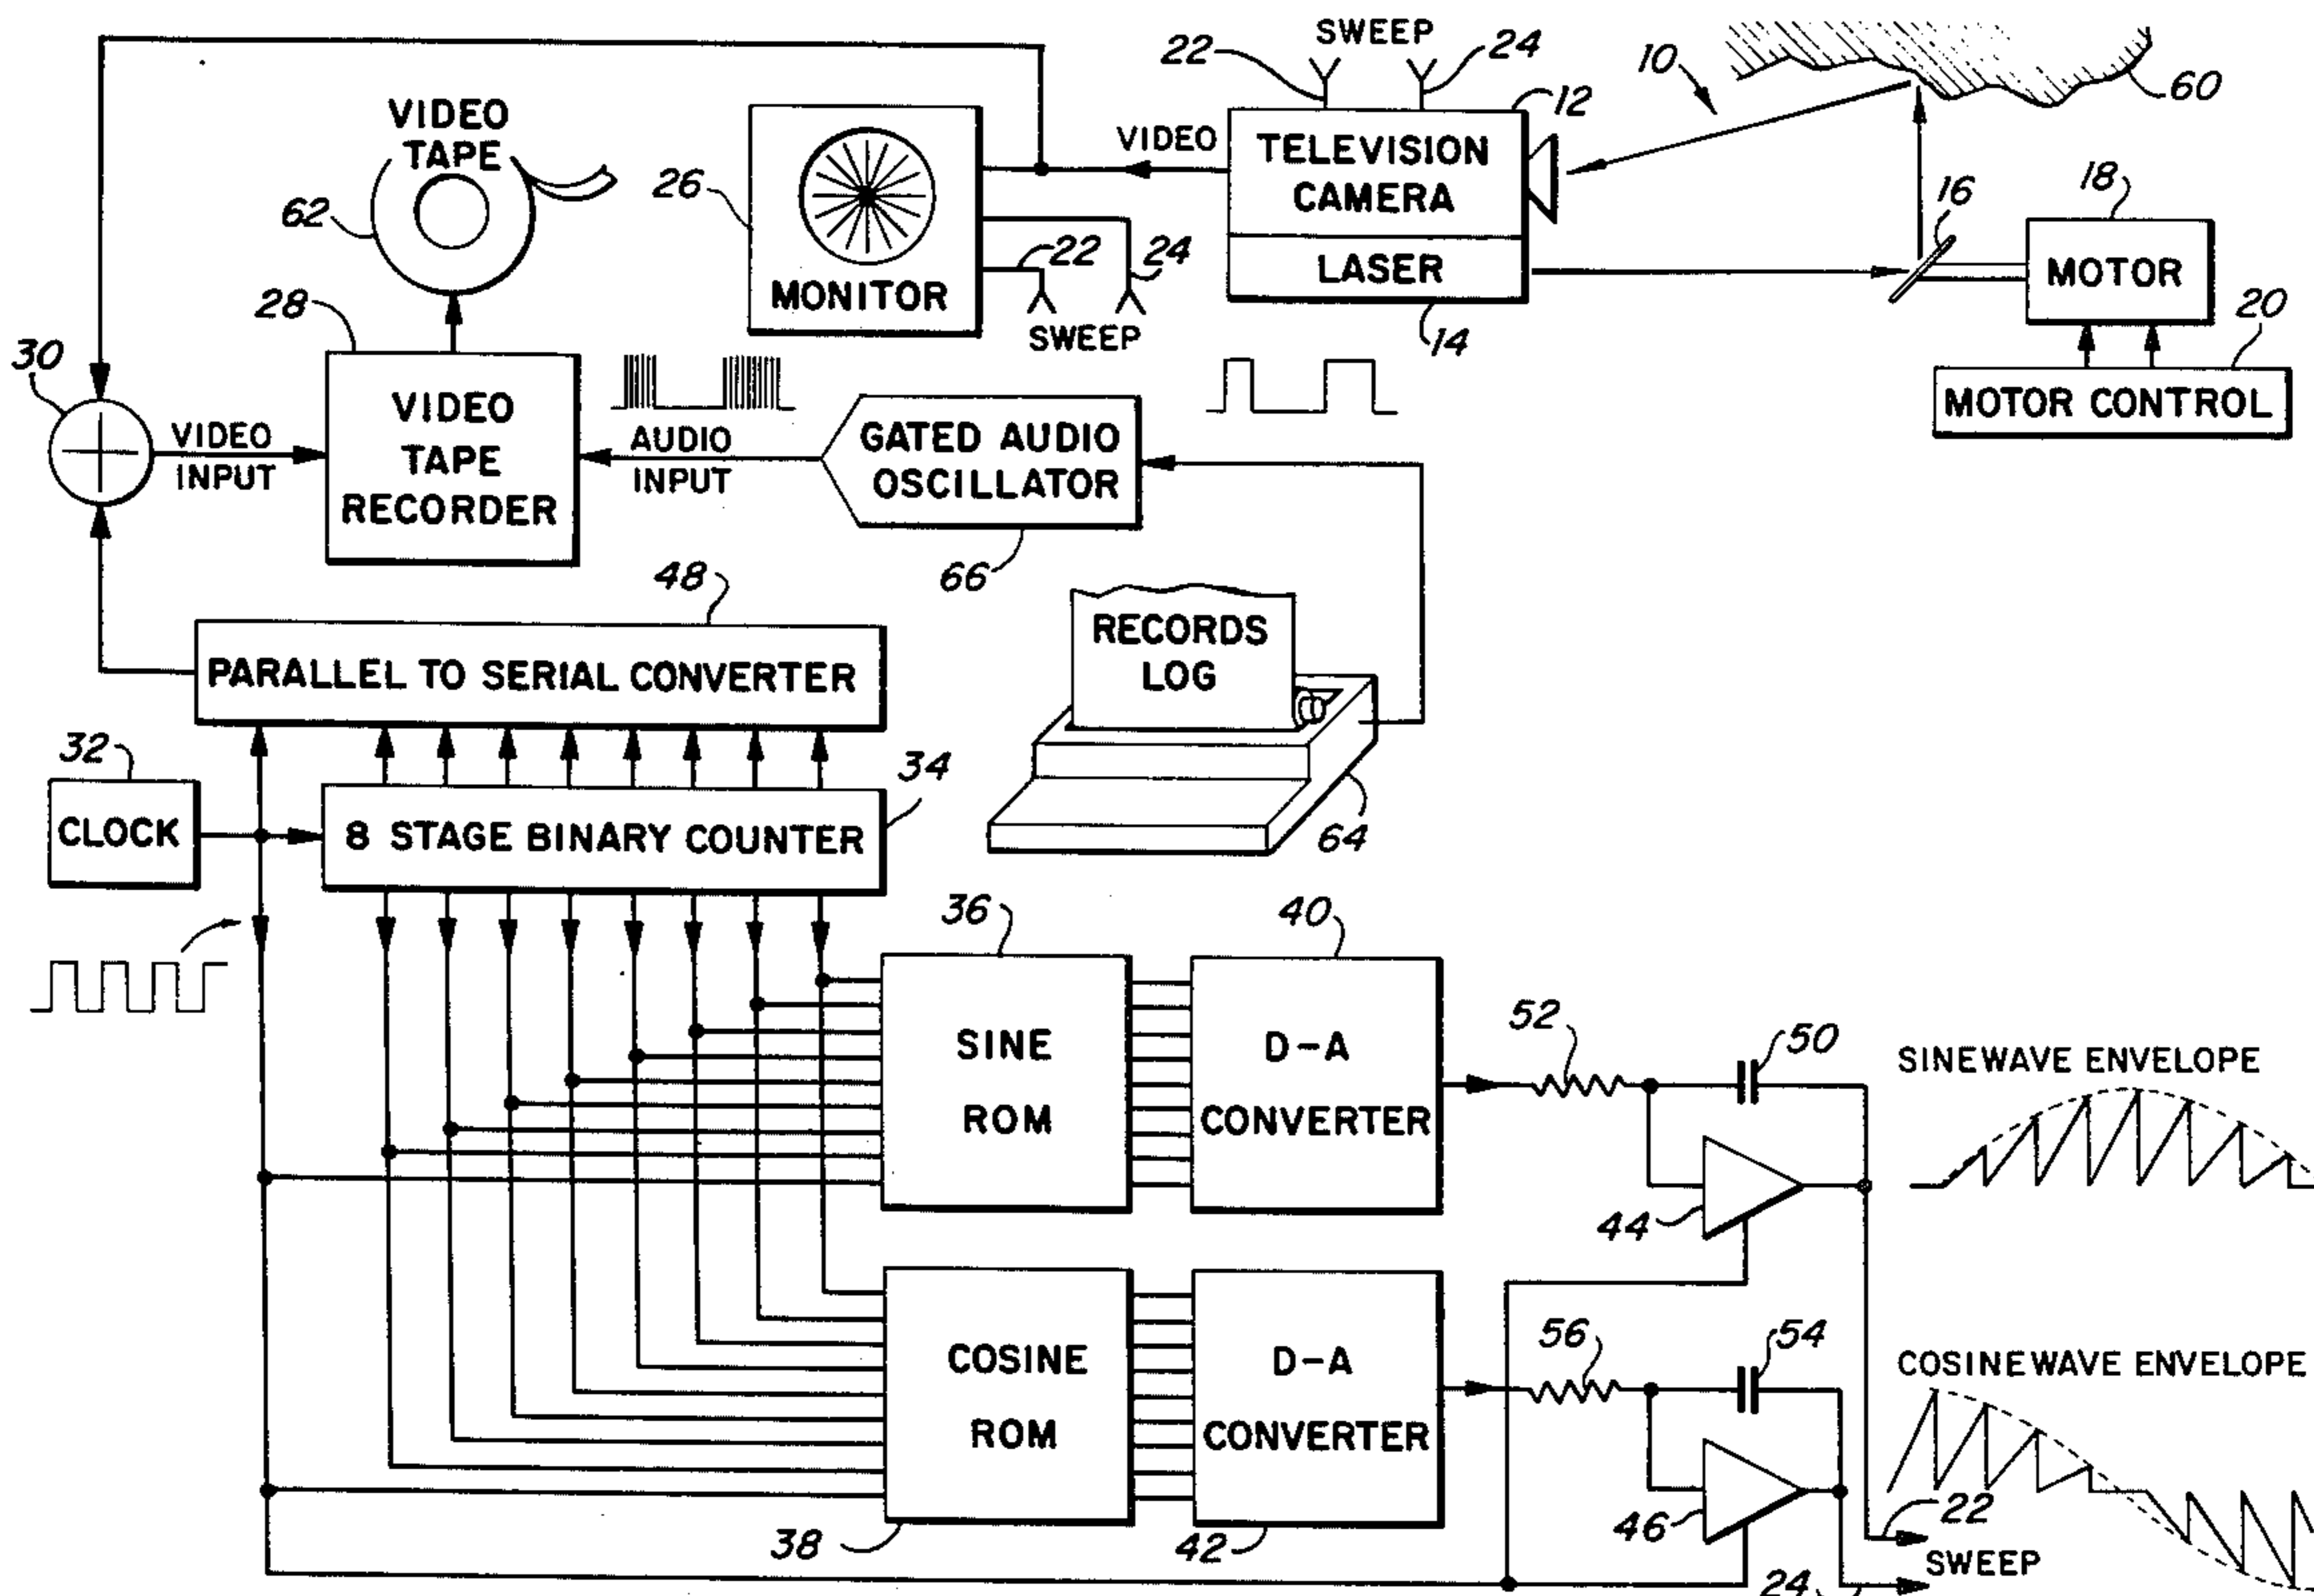 SWEEP
22
24
10
60
12
VIDEO
TAPE
VIDEO
TELEVISION
CAMERA
26
62
16
18
22
24
LASER
MOTOR
MONITOR
28
SWEEP
14
20
30
MOTOR CONTROL
VIDEO
TAPE
RECORDER
VIDEO
INPUT
AUDIO
INPUT
GATED AUDIO
OSCILLATOR
48
66
RECORDS
LOG
PARALLEL TO SERIAL CONVERTER
32
34
CLOCK
8 STAGE BINARY COUNTER
64
36
40
SINE
ROM
D-A
CONVERTER
52
50
SINEWAVE ENVELOPE
44
COSINE
ROM
D-A
CONVERTER
56
54
COSINEWAVE ENVELOPE
46
22
38
42
SWEEP
24